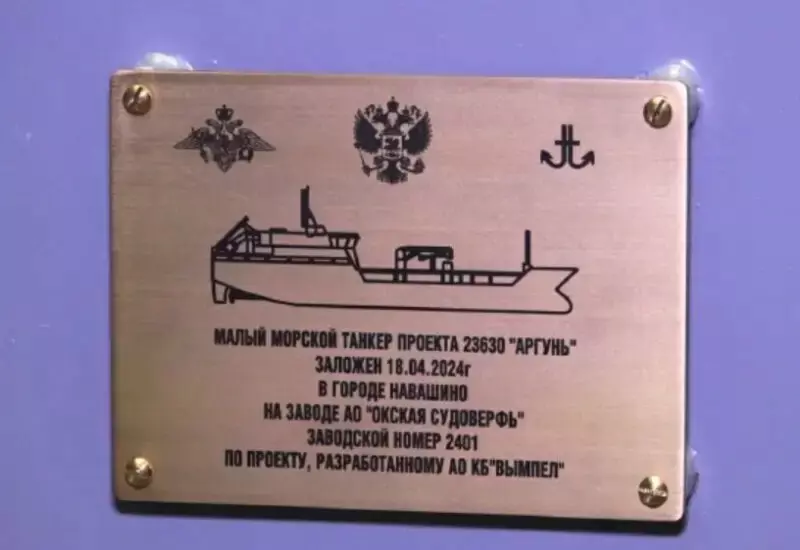 МАЛЫЙ МОРСКОЙ ТАНКЕР ПРОЕКТА 23630 "АРГУНЬ"
ЗАЛОЖЕН 18.04.2024г
В ГОРОДЕ НАВАШИНО
НА ЗАВОДЕ АО "ОКСКАЯ СУДОВЕРФЬ"
ЗАВОДСКОЙ НОМЕР 2401
ПО ПРОЕКТУ, РАЗРАБОТАННОМУ АО КБ"ВЫМПЕЛ"